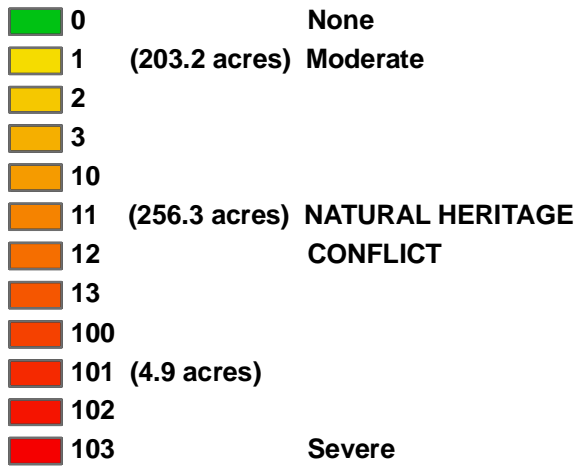 0 None
1 (203.2 acres) Moderate
2
3
10
11 (256.3 acres) NATURAL HERITAGE
12 CONFLICT
13
100
101 (4.9 acres)
102
103 Severe